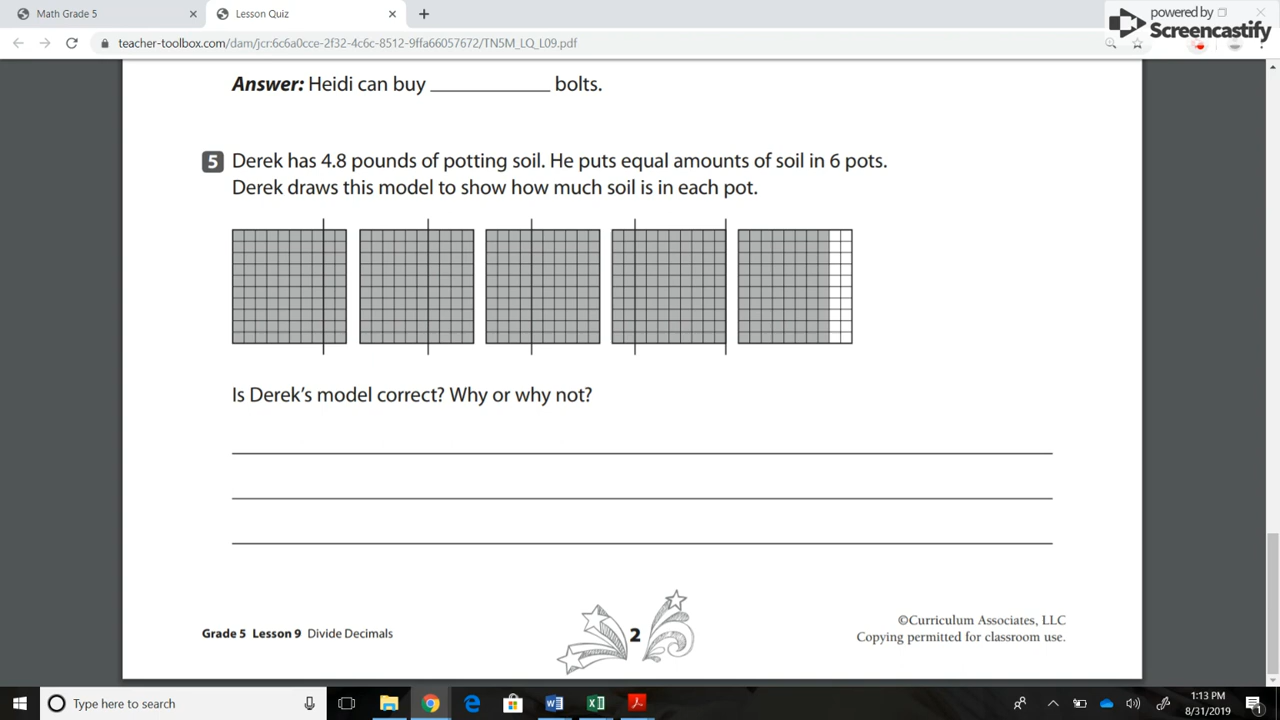 Math Grade 5
Lesson Quiz
powered by
Screencastify
teacher-toolbox.com/dam/jcr:6c6a0cce-2f32-4c6c-8512-9ffa66057672/TN5M_LQ_L09.pdf
Answer: Heidi can buy ____________ bolts.
5 Derek has 4.8 pounds of potting soil. He puts equal amounts of soil in 6 pots.
Derek draws this model to show how much soil is in each pot.
Is Derek’s model correct? Why or why not?
Grade 5 Lesson 9 Divide Decimals
2
©Curriculum Associates, LLC
Copying permitted for classroom use.
Type here to search
1:13 PM
8/31/2019
1